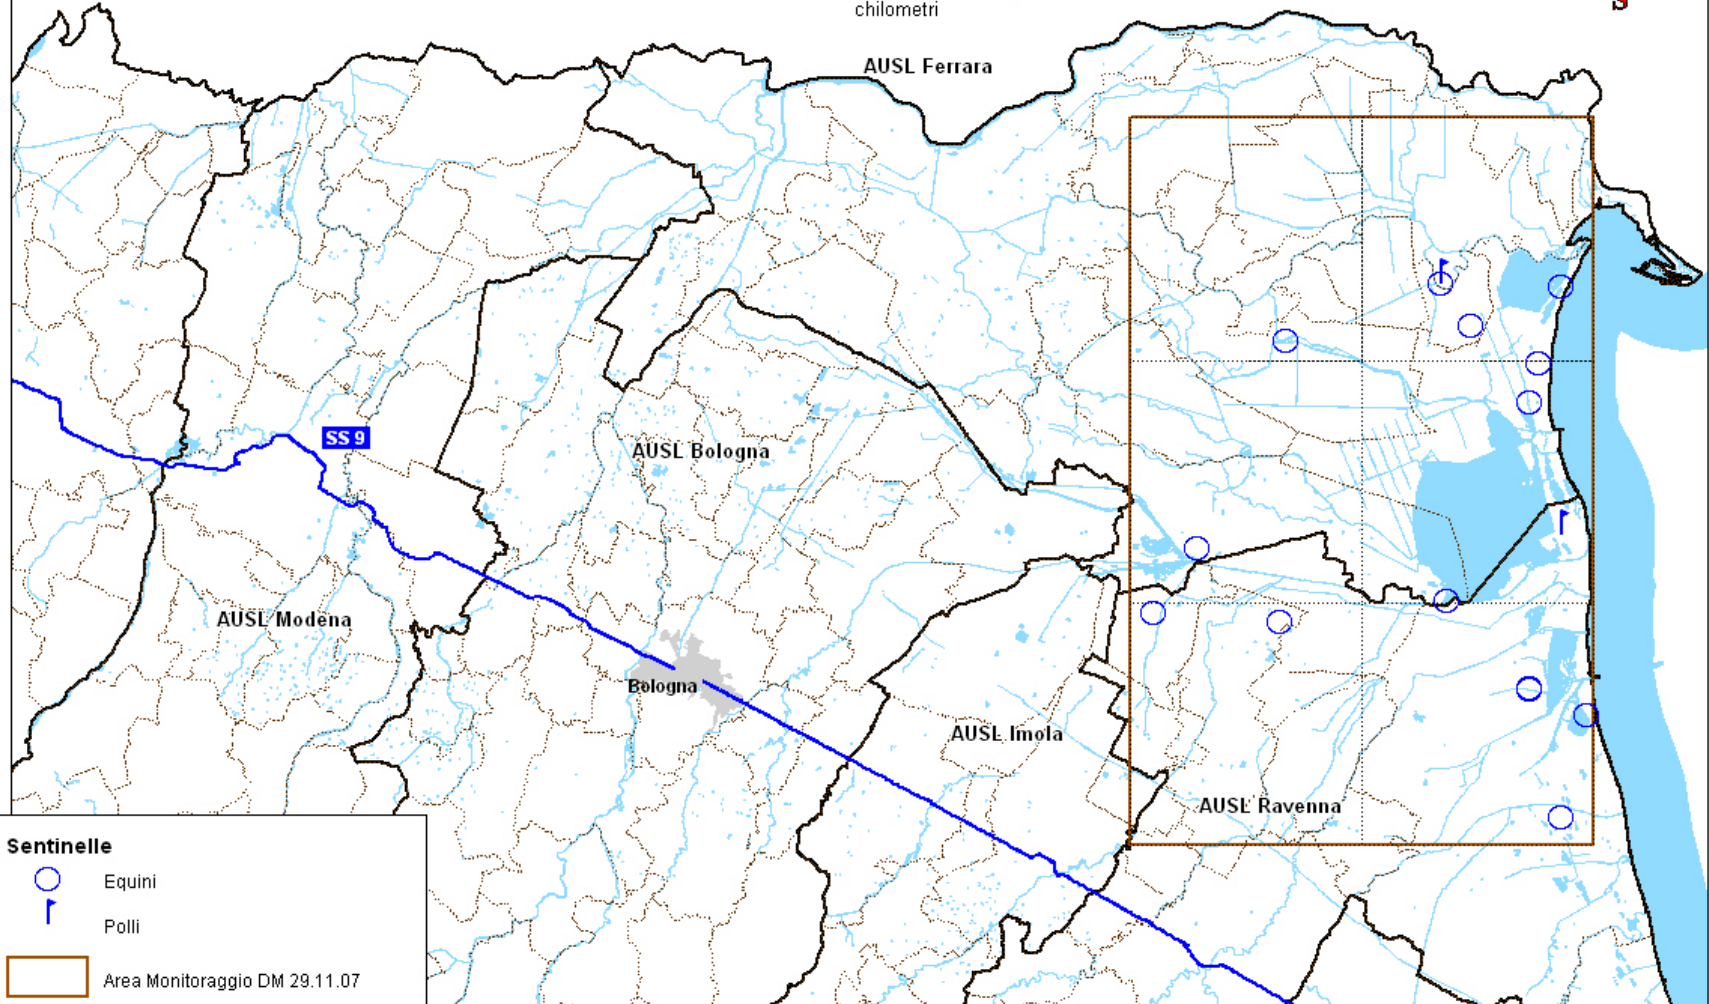 chilometri
S
AUSL Ferrara
SS 9
AUSL Bologna
AUSL Modena
Bologna
AUSL Imola
AUSL Ravenna
Sentinelle
Equini
Polli
Area Monitoraggio DM 29.11.07